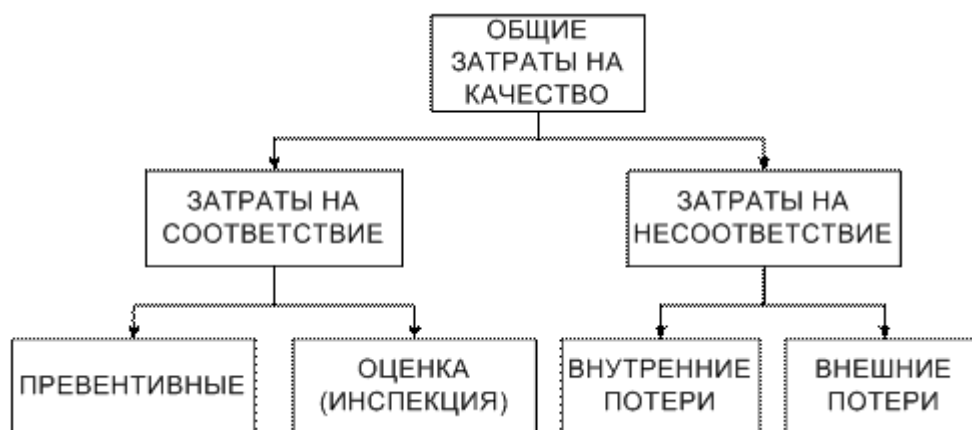 ОБЩИЕ
ЗАТРАТЫ НА
КАЧЕСТВО
ЗАТРАТЫ НА
СООТВЕТСТВИЕ
ЗАТРАТЫ НА
НЕСООТВЕТСТВИЕ
ПРЕВЕНТИВНЫЕ
ОЦЕНКА
(ИНСПЕКЦИЯ)
ВНУТРЕННИЕ
ПОТЕРИ
ВНЕШНИЕ
ПОТЕРИ